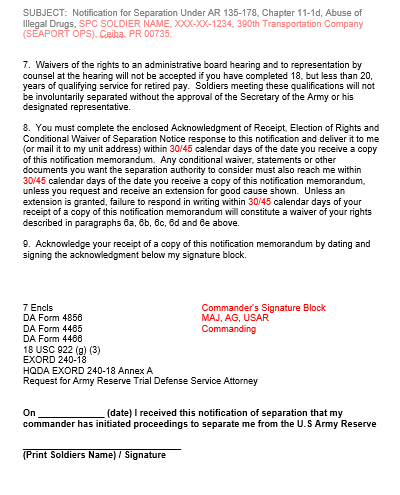 SUBJECT:  Notification for Separation Under AR 135-178, Chapter 11-1d, Abuse of
Illegal Drugs, SPC SOLDIER NAME, XXX-XX-1234, 390th Transportation Company
(SEAPORT OPS), Ceiba, PR 00735.
7.  Waivers of the rights to an administrative board hearing and to representation by
counsel at the hearing will not be accepted if you have completed 18, but less than 20,
years of qualifying service for retired pay.  Soldiers meeting these qualifications will not
be involuntarily separated without the approval of the Secretary of the Army or his
designated representative.
8.  You must complete the enclosed Acknowledgment of Receipt, Election of Rights and
Conditional Waiver of Separation Notice response to this notification and deliver it to me
(or mail it to my unit address) within 30/45 calendar days of the date you receive a copy
of this notification memorandum.  Any conditional waiver, statements or other
documents you want the separation authority to consider must also reach me within
30/45 calendar days of the date you receive a copy of this notification memorandum,
unless you request and receive an extension for good cause shown.  Unless an
extension is granted, failure to respond in writing within 30/45 calendar days of your
receipt of a copy of this notification memorandum will constitute a waiver of your rights
described in paragraphs 6a, 6b, 6c, 6d and 6e above.
9.  Acknowledge your receipt of a copy of this notification memorandum by dating and
signing the acknowledgment below my signature block.
7 Encls
DA Form 4856
DA Form 4465
DA Form 4466
18 USC 922 (g) (3)
EXORD 240-18
HQDA EXORD 240-18 Annex A
Request for Army Reserve Trial Defense Service Attorney
Commander's Signature Block
MAJ, AG, USAR
Commanding
On ______________ (date) I received this notification of separation that my
commander has initiated proceedings to separate me from the U.S Army Reserve
________________________________
(Print Soldiers Name) / Signature